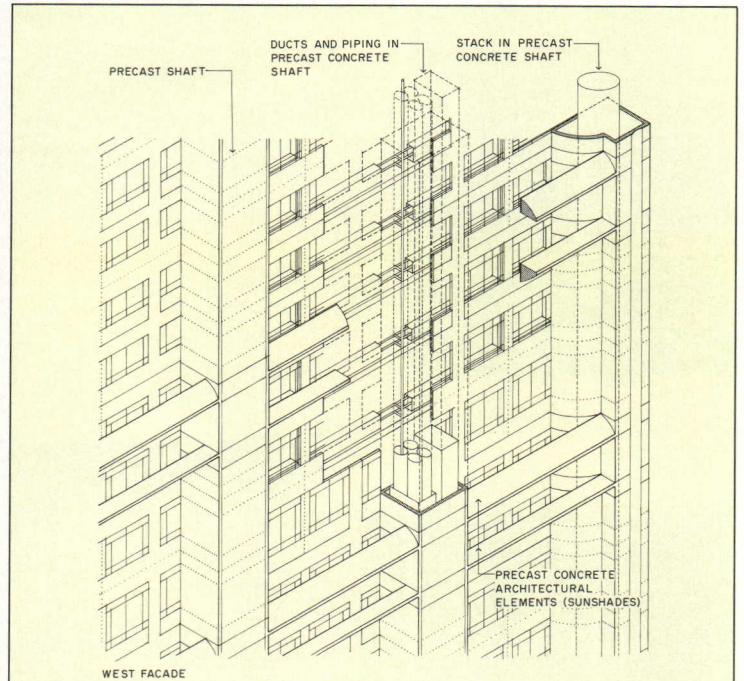 DUCTS AND PIPING IN
PRECAST CONCRETE
SHAFT
STACK IN PRECAST
CONCRETE SHAFT
PRECAST SHAFT
PRECAST CONCRETE
ARCHITECTURAL
ELEMENTS (SUNSHADES)
WEST FACADE